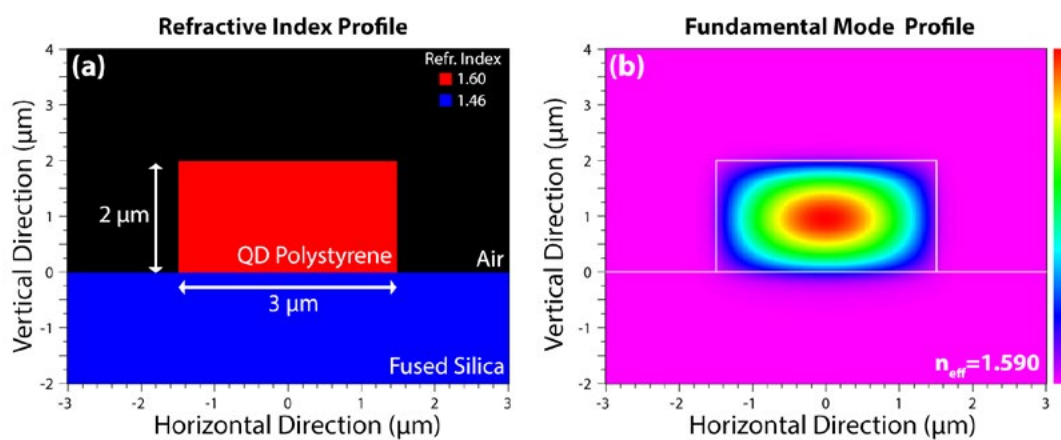 Refractive Index Profile
(a)
Refr. Index
1.60
1.46
2 μm
QD Polystyrene
Air
3 μm
Fused Silica
Vertical Direction (μm)
4
3
2
1
0
-1
-2
-3
-2
-1
0
1
2
3
Horizontal Direction (μm)
Fundamental Mode Profile
(b)
n_eff=1.590
Vertical Direction (μm)
4
3
2
1
0
-1
-2
-3
-2
-1
0
1
2
3
Horizontal Direction (μm)